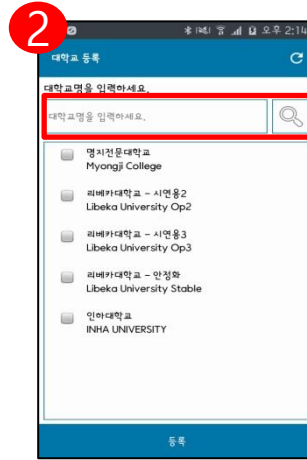 2
오후 2:14
대학교 등록
대학교명을 입력하세요.
대학교명을 입력하세요.
명지전문대학교
Myongji College
리베카대학교 - 시연용2
Libeka University Op2
리베카대학교 - 시연용3
Libeka University Op3
리베카대학교 - 안정화
Libeka University Stable
인하대학교
INHA UNIVERSITY
등록